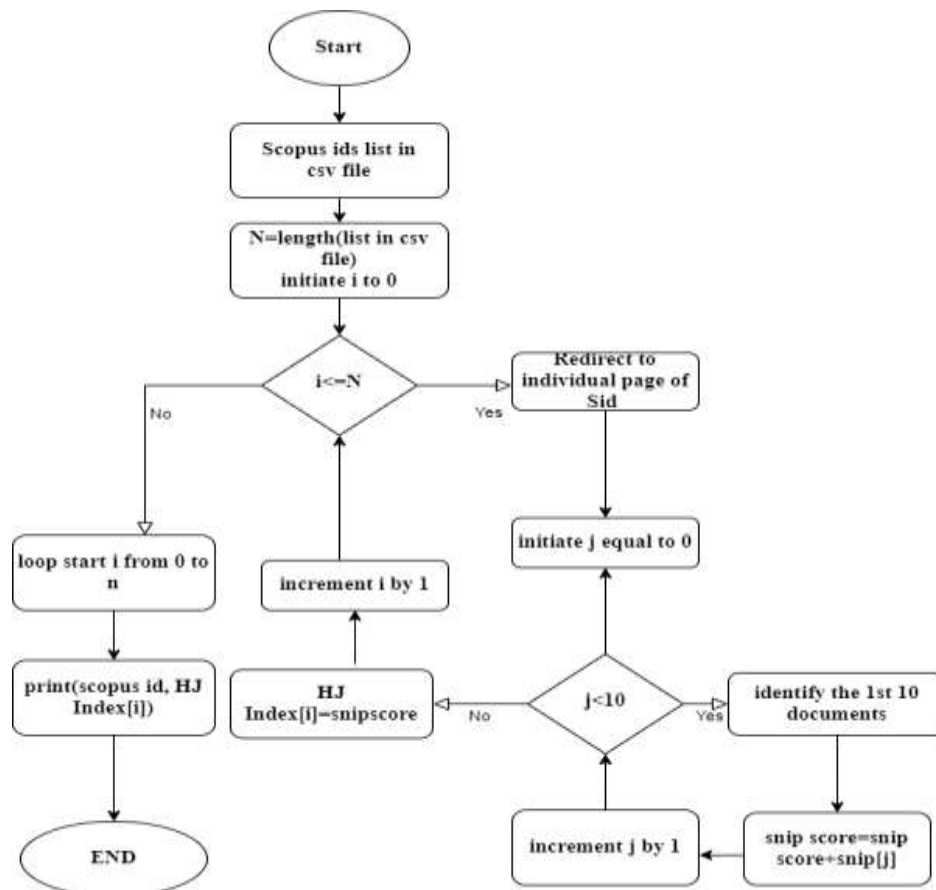 Start
Scopus ids list in
csv file
N=length(list in csv
file)
initiate i to 0
i<=N
No
Yes
Redirect to
individual page of
Sid
initiate j equal to 0
loop start i from 0 to
n
increment i by 1
print(scopus id, HJ
Index[i])
HJ
Index[i]=snipscore
No
j<10
Yes
identify the 1st 10
documents
END
increment j by 1
snip score=snip
score+snip[j]